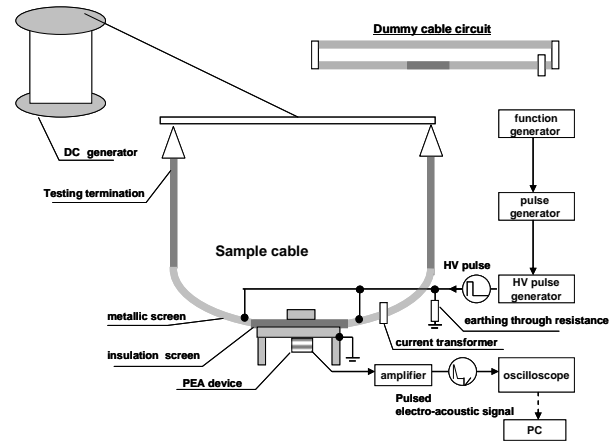 Dummy cable circuit
function
generator
DC generator
Testing termination
pulse
generator
Sample cable
HV pulse
HV pulse
generator
metallic screen
earthing through resistance
current transformer
insulation screen
PEA device
amplifier
oscilloscope
Pulsed
electro-acoustic signal
PC